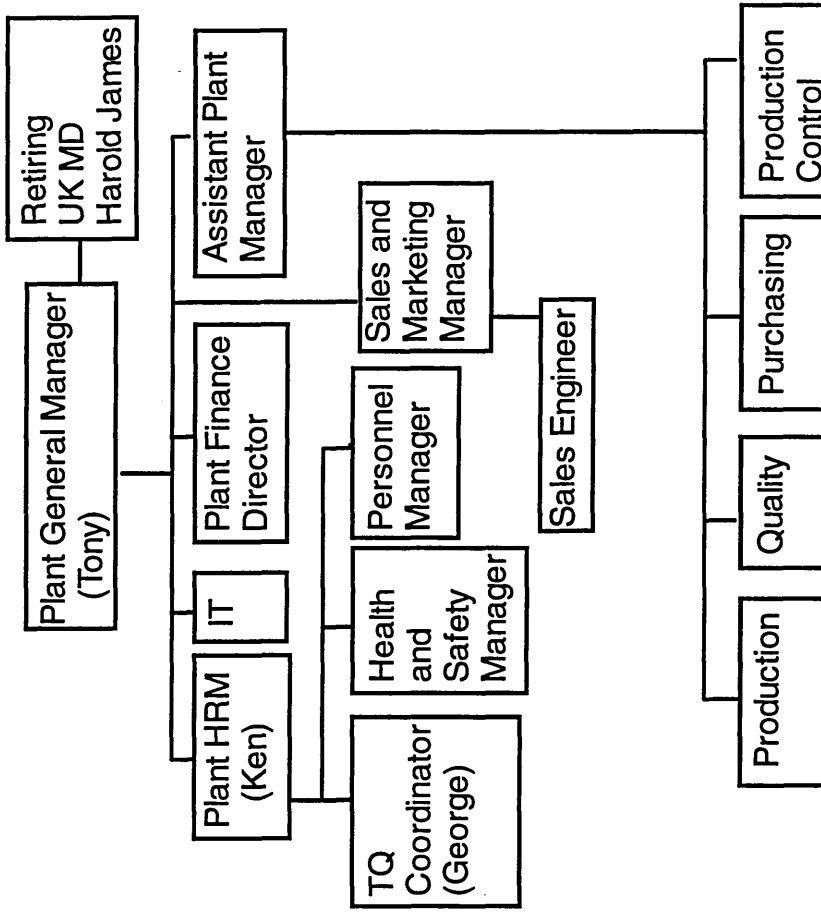 Retiring
UK MD
Harold James
Plant General Manager
(Tony)
Plant HRM
(Ken)
IT
Plant Finance
Director
Assistant Plant
Manager
TQ
Coordinator
(George)
Health
and
Safety
Manager
Personnel
Manager
Sales and
Marketing
Manager
Sales Engineer
Production
Quality
Purchasing
Production
Control